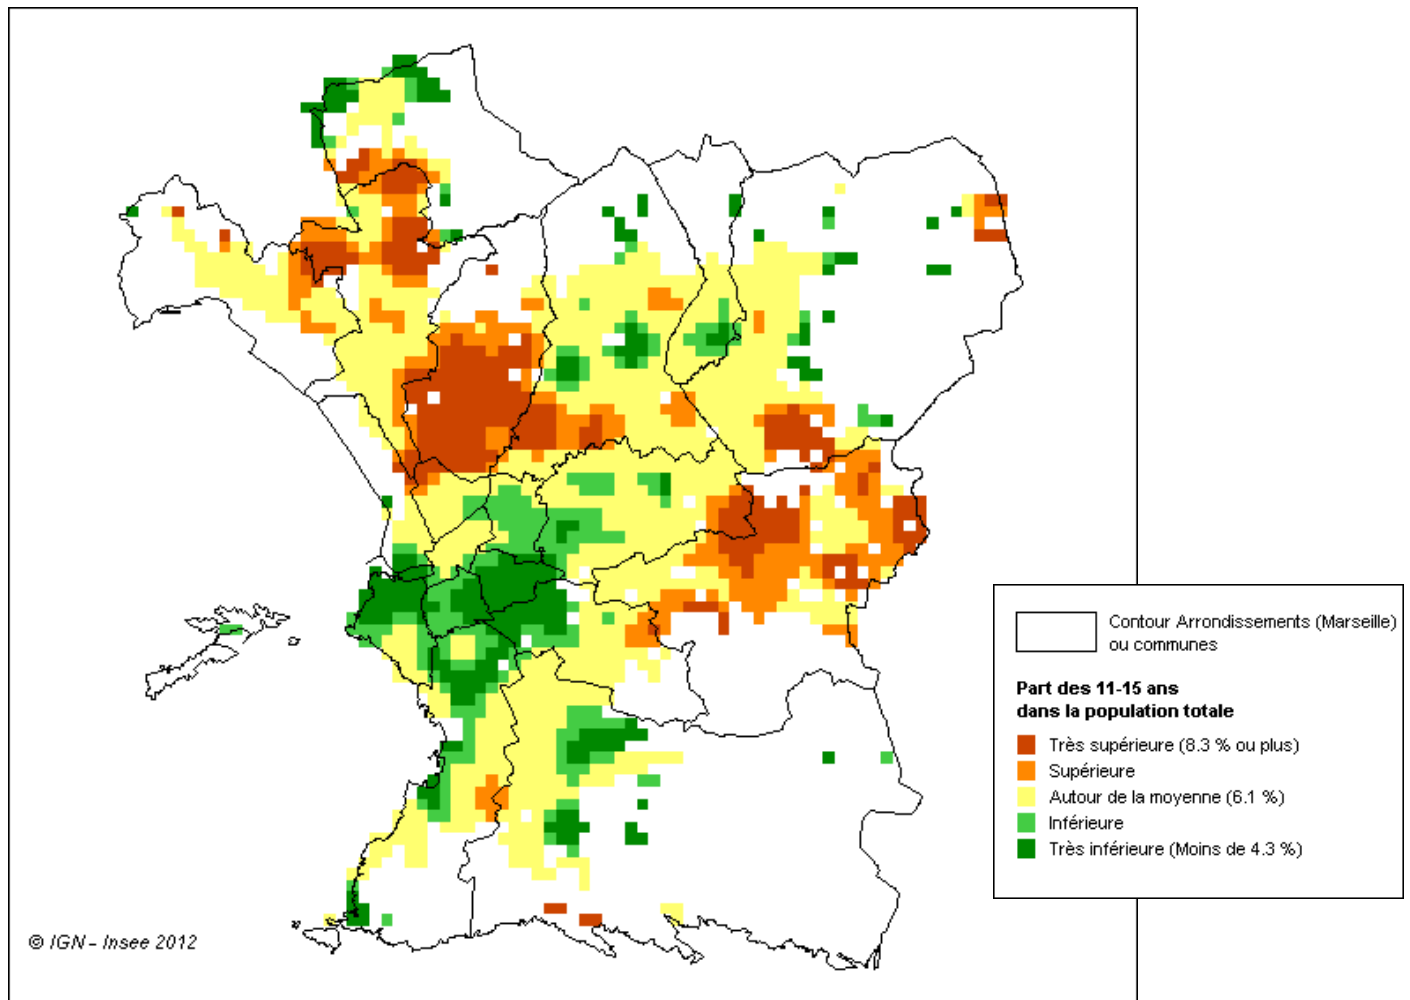 Contour Arrondissements (Marseille)
ou communes
Part des 11-15 ans
dans la population totale
Très supérieure (8.3 % ou plus)
Supérieure
Autour de la moyenne (6.1 %)
Inférieure
Très inférieure (Moins de 4.3 %)
© IGN - Insee 2012